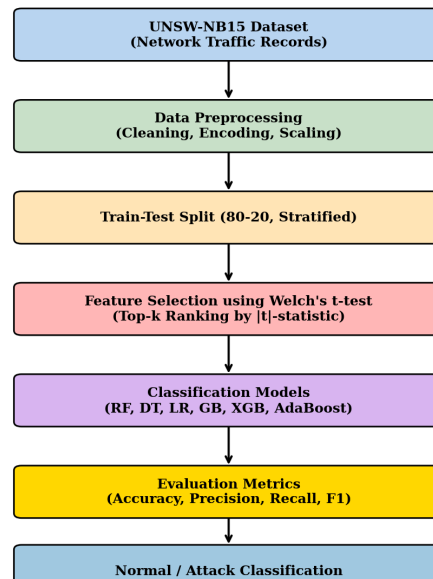 UNSW-NB15 Dataset
(Network Traffic Records)
Data Preprocessing
(Cleaning, Encoding, Scaling)
Train-Test Split (80-20, Stratified)
Feature Selection using Welch's t-test
(Top-k Ranking by |t|-statistic)
Classification Models
(RF, DT, LR, GB, XGB, AdaBoost)
Evaluation Metrics
(Accuracy, Precision, Recall, F1)
Normal / Attack Classification